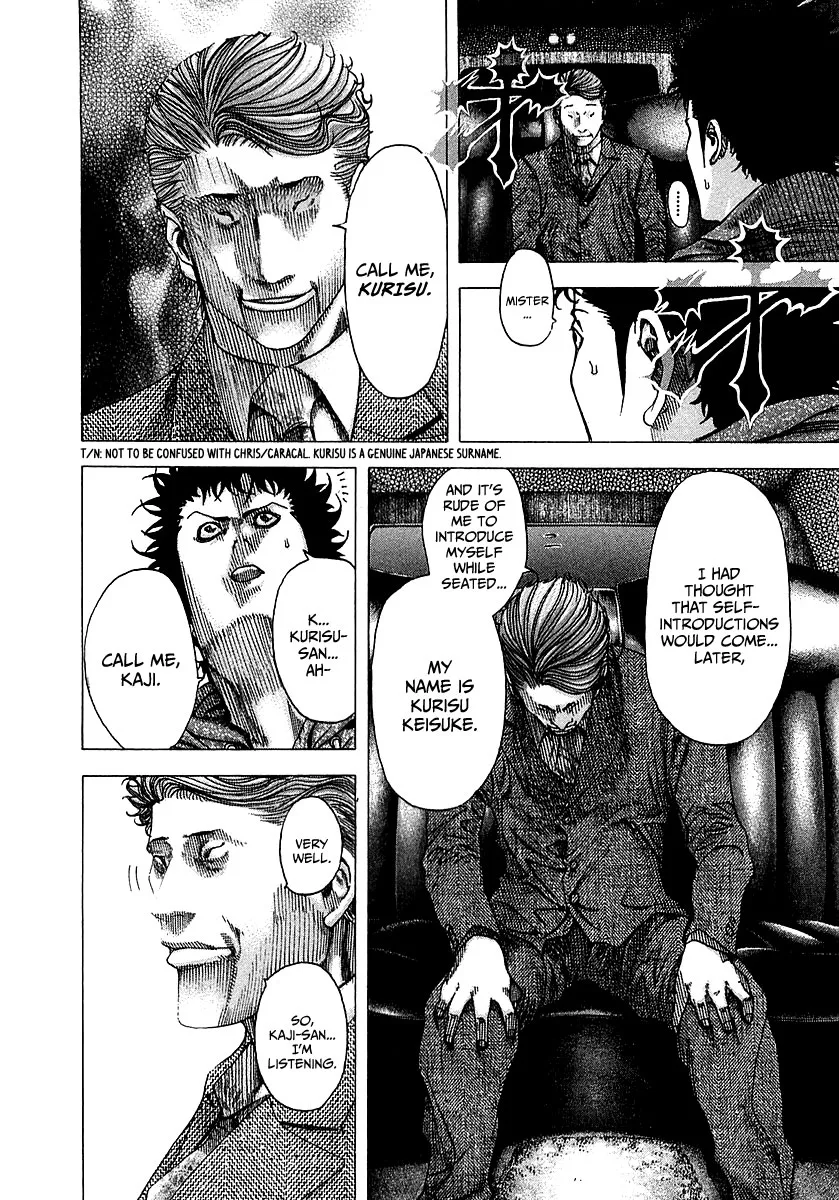 オ
......
MISTER
...
オ
CALL ME,
KURISU.
T/N: NOT TO BE CONFUSED WITH CHRIS/CARACAL. KURISU IS A GENUINE JAPANESE SURNAME.
I HAD
THOUGHT
THAT SELF-
INTRODUCTIONS
WOULD COME...
LATER,
AND IT'S
RUDE OF
ME TO
INTRODUCE
MYSELF
WHILE
SEATED...
MY
NAME IS
KURISU
KEISUKE.
K...
KURISU-
SAN...
AH-
CALL ME,
KAJI.
VERY
WELL.
SO,
KAJI-SAN...
I'M
LISTENING.